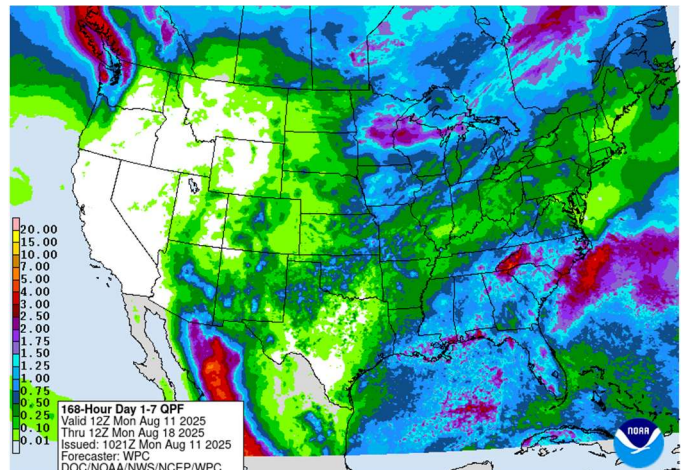 20.00
15.00
10.00
7.00
5.00
4.00
3.00
2.50
2.00
1.75
1.50
1.25
1.00
0.75
0.50
0.25
0.10
0.01
168-Hour Day 1-7 QPF
Valid 12Z Mon Aug 11 2025
Thru 12Z Mon Aug 18 2025
Issued: 1021Z Mon Aug 11 2025
Forecaster: WPC
DOC/NOAA/NWS/NCEP/WPC
NOAA